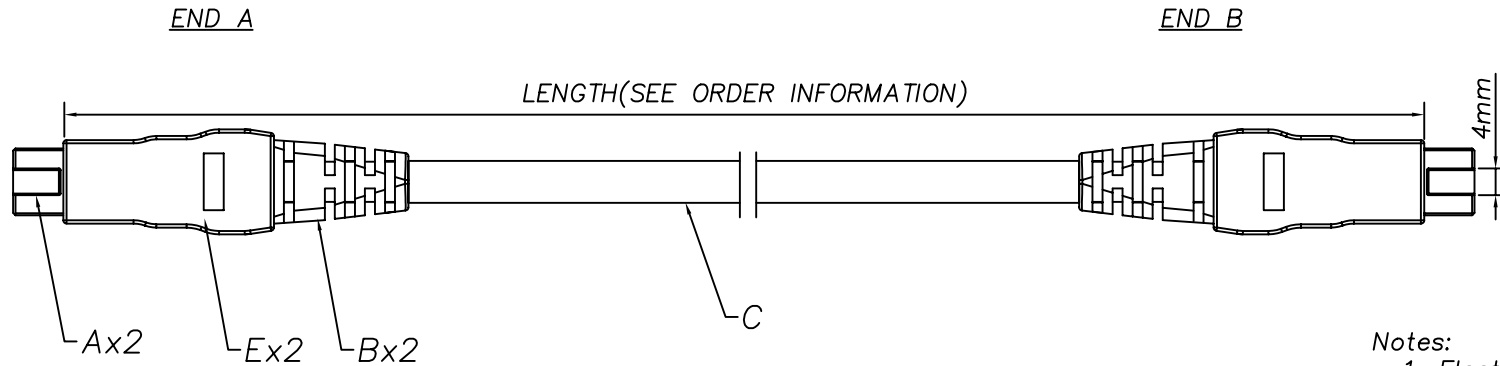 END A
END B
LENGTH(SEE ORDER INFORMATION)
4mm
C
Ax2
Ex2
Bx2
Notes: